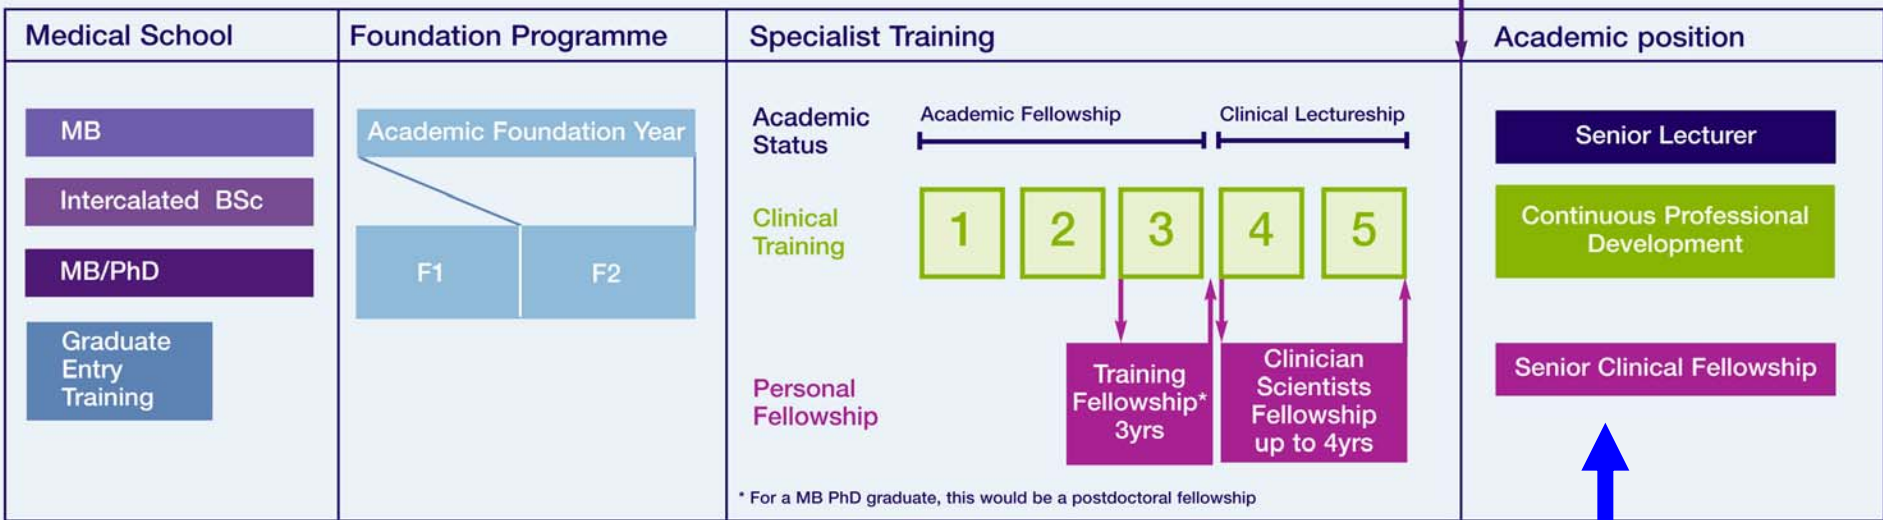 Medical School
Foundation Programme
Specialist Training
Academic position
MB
Intercalated BSc
MB/PhD
Graduate
Entry
Training
Academic Foundation Year
F1
F2
Academic
Status
Academic Fellowship
Clinical Lectureship
Clinical
Training
1
2
3
4
5
Personal
Fellowship
Training
Fellowship*
3yrs
Clinician
Scientists
Fellowship
up to 4yrs
* For a MB PhD graduate, this would be a postdoctoral fellowship
Senior Lecturer
Continuous Professional
Development
Senior Clinical Fellowship